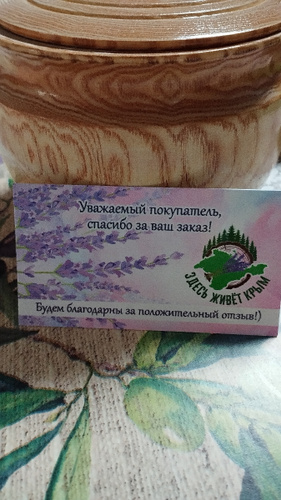 Уважаемый покупатель,
спасибо за ваш заказ!
ЗДЕСЬ ЖИВЁТ КРЫМ
Будем благодарны за положительный отзыв!)